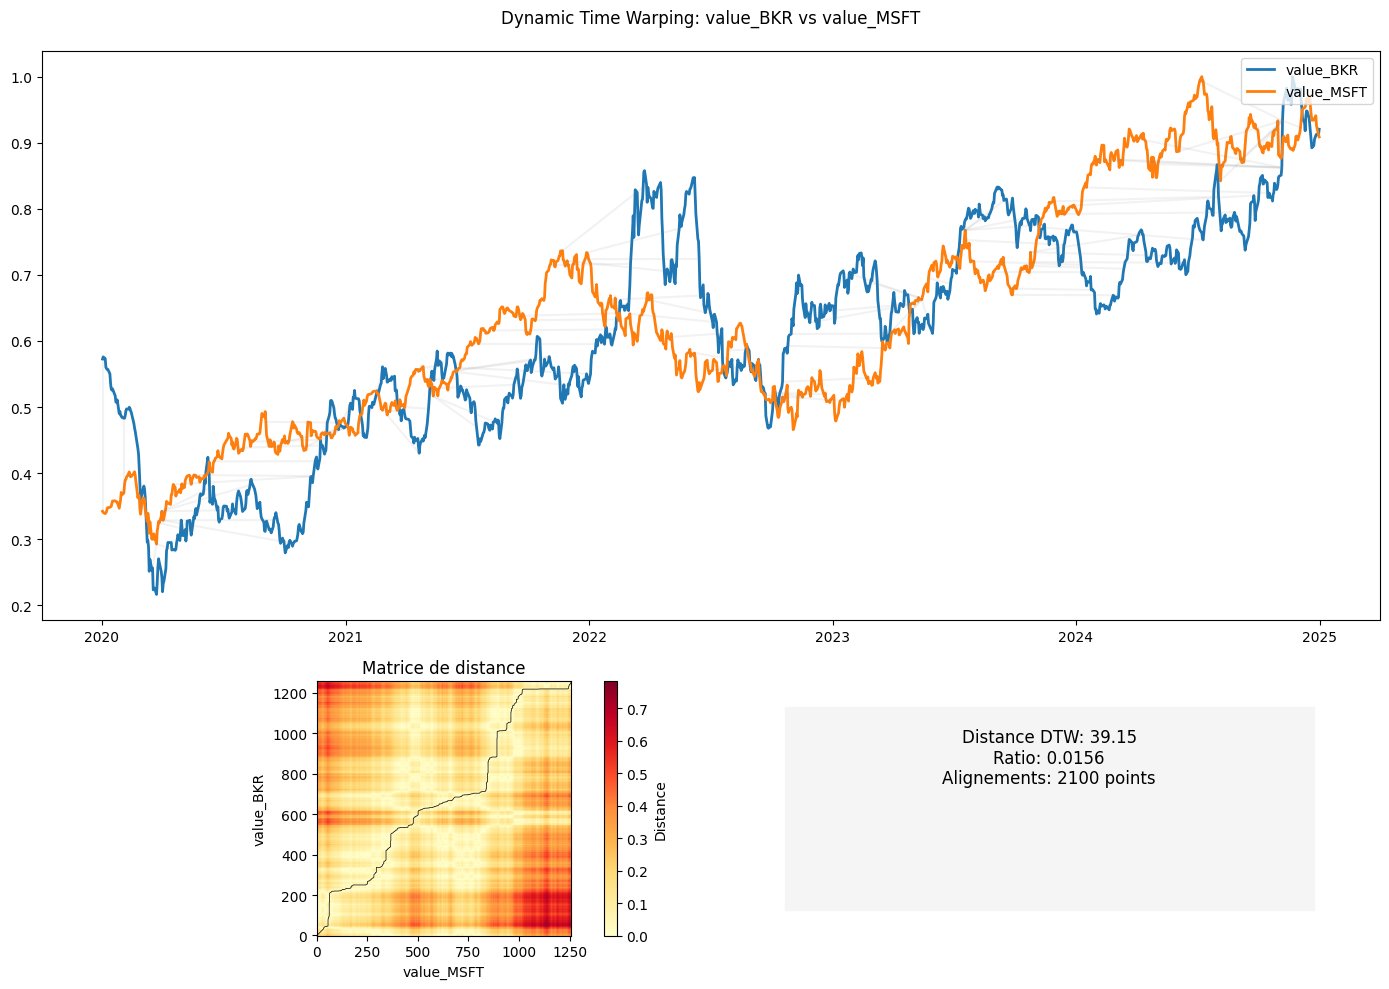 Dynamic Time Warping: value_BKR vs value_MSFT
value_BKR
value_MSFT
1.0
0.9
0.8
0.7
0.6
0.5
0.4
0.3
0.2
2020 2021 2022 2023 2024 2025
Matrice de distance
value_BKR
1200
1000
800
600
400
200
0
0 250 500 750 1000 1250
value_MSFT
0.7
0.6
0.5
0.4
0.3
0.2
0.1
0.0
Distance
Distance DTW: 39.15
Ratio: 0.0156
Alignements: 2100 points